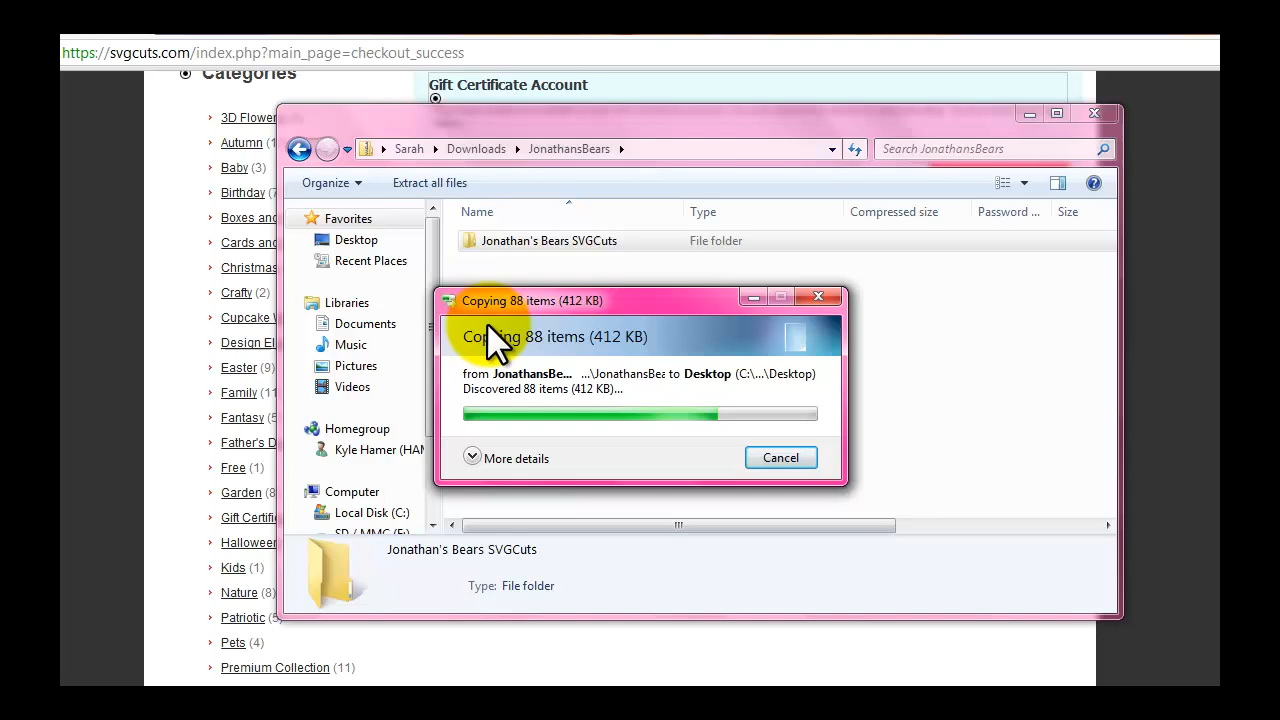 https://svgcuts.com/index.php?main_page=checkout_success
Categories
Gift Certificate Account
3D Flower
Autumn (1
Baby (3)
Birthday (7
Boxes and
Cards and
Christmas
Crafty (2)
Cupcake W
Design El
Easter (9)
Family (11)
Fantasy (5
Father's D
Free (1)
Garden (8
Gift Certifi
Halloween
Kids (1)
Nature (8)
Patriotic (5)
Pets (4)
Premium Collection (11)
Sarah Downloads JonathansBears
Search JonathansBears
Organize Extract all files
Name Type Compressed size Password ... Size
Jonathan's Bears SVGCuts File folder
Favorites
Desktop
Recent Places
Libraries
Documents
Music
Pictures
Videos
Homegroup
Kyle Hamer (HAM
Computer
Local Disk (C:)
SD / MMC (F:)
Copying 88 items (412 KB)
Copying 88 items (412 KB)
from JonathansBe... ...\JonathansBea to Desktop (C:\...\Desktop)
Discovered 88 items (412 KB)...
More details
Cancel
Jonathan's Bears SVGCuts
Type: File folder